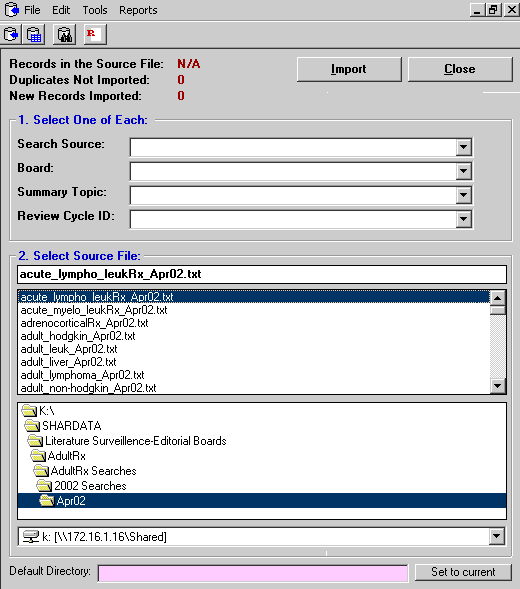 File Edit Tools Reports
R
Records in the Source File: N/A
Duplicates Not Imported: 0
New Records Imported: 0
Import Close
1. Select One of Each:
Search Source:
Board:
Summary Topic:
Review Cycle ID:
2. Select Source File:
acute_lympho_leukRx_Apr02.txt
acute_lympho_leukRx_Apr02.txt
acute_myelo_leukRx_Apr02.txt
adrenocorticalRx_Apr02.txt
adult_hodgkin_Apr02.txt
adult_leuk_Apr02.txt
adult_liver_Apr02.txt
adult_lymphoma_Apr02.txt
adult_non-hodgkin_Apr02.txt
K:\
SHARDATA
Literature Surveillence-Editorial Boards
AdultRx
AdultRx Searches
2002 Searches
Apr02
k: [\\172.16.1.16\Shared]
Default Directory: Set to current